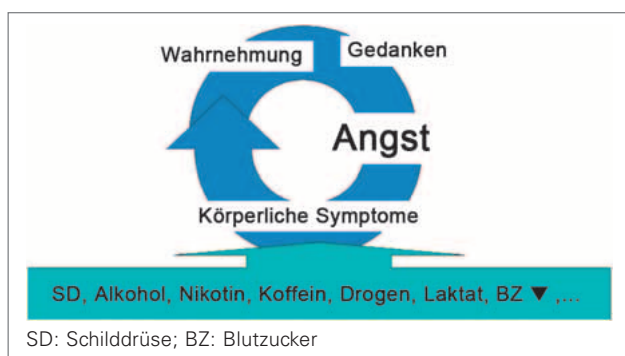 Wahrnehmung Gedanken
Angst
Körperliche Symptome
SD, Alkohol, Nikotin, Koffein, Drogen, Laktat, BZ ▼ ,...
SD: Schilddrüse; BZ: Blutzucker